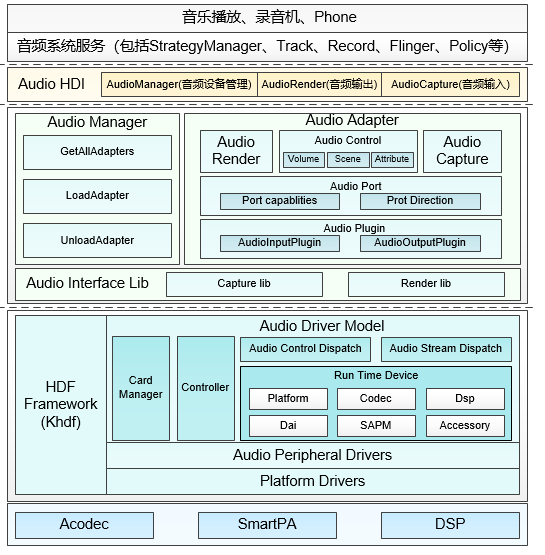 音乐播放、录音机、Phone
音频系统服务（包括StrategyManager、Track、Record、Flinger、Policy等）
Audio HDI
AudioManager(音频设备管理)
AudioRender(音频输出)
AudioCapture(音频输入)
Audio Manager
GetAllAdapters
LoadAdapter
UnloadAdapter
Audio Adapter
Audio
Render
Audio Control
Volume
Scene
Attribute
Audio
Capture
Audio Port
Port capablities
Prot Direction
Audio Plugin
AudioInputPlugin
AudioOutputPlugin
Audio Interface Lib
Capture lib
Render lib
HDF
Framework
(Khdf)
Audio Driver Model
Card
Manager
Controller
Audio Control Dispatch
Audio Stream Dispatch
Run Time Device
Platform
Codec
Dsp
Dai
SAPM
Accessory
Audio Peripheral Drivers
Platform Drivers
Acodec
SmartPA
DSP